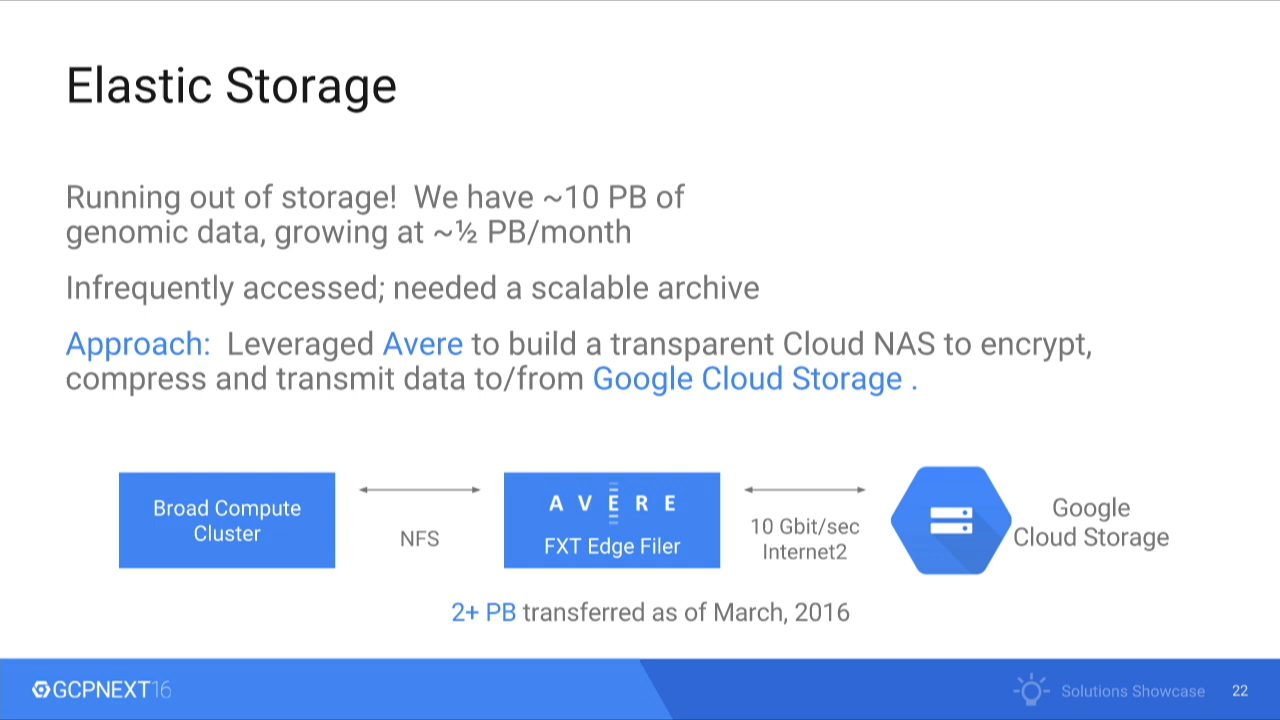 Elastic Storage
Running out of storage!  We have ~10 PB of
genomic data, growing at ~½ PB/month
Infrequently accessed; needed a scalable archive
Approach:  Leveraged Avere to build a transparent Cloud NAS to encrypt,
compress and transmit data to/from Google Cloud Storage .
Broad Compute
Cluster
NFS
AVERE
FXT Edge Filer
10 Gbit/sec
Internet2
Google
Cloud Storage
2+ PB transferred as of March, 2016
GCPNEXT16
Solutions Showcase
22